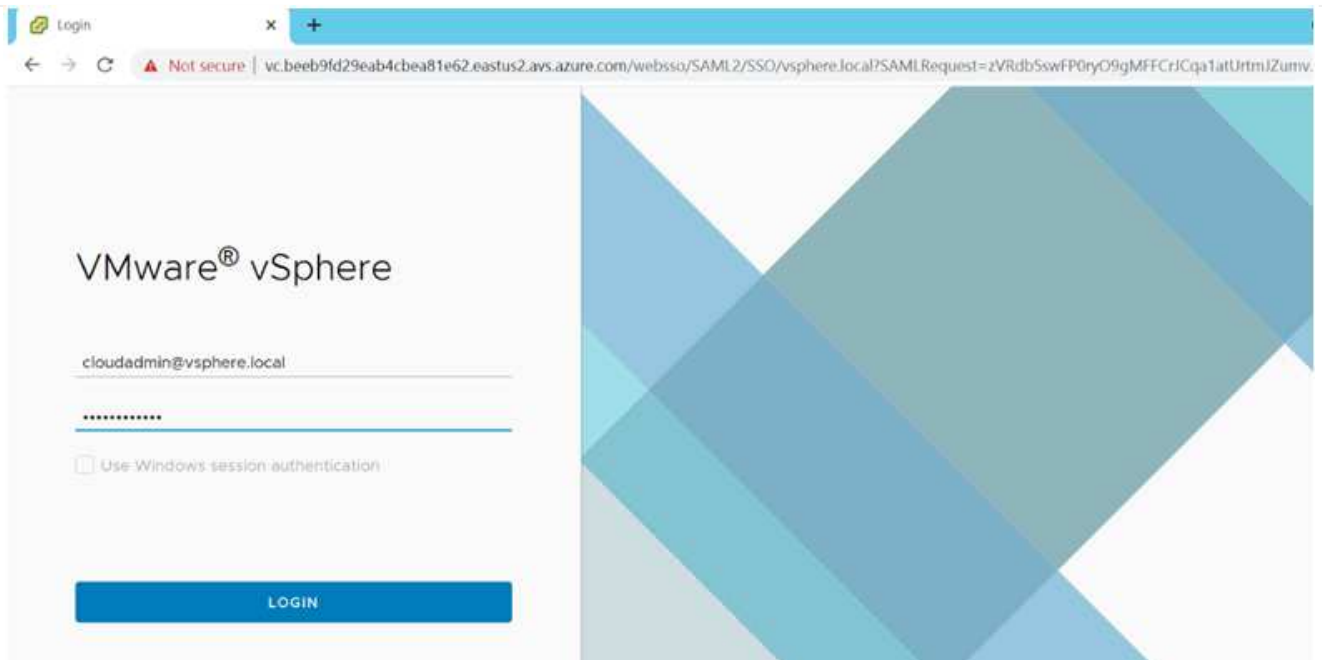 Login
Not secure | vc.beeb9fd29eab4cbea81e62.eastus2.avs.azure.com/websso/SAML2/SSO/vsphere.local?SAMLRequest=
VMware® vSphere
cloudadmin@vsphere.local
••••••••••••
Use Windows session authentication
LOGIN